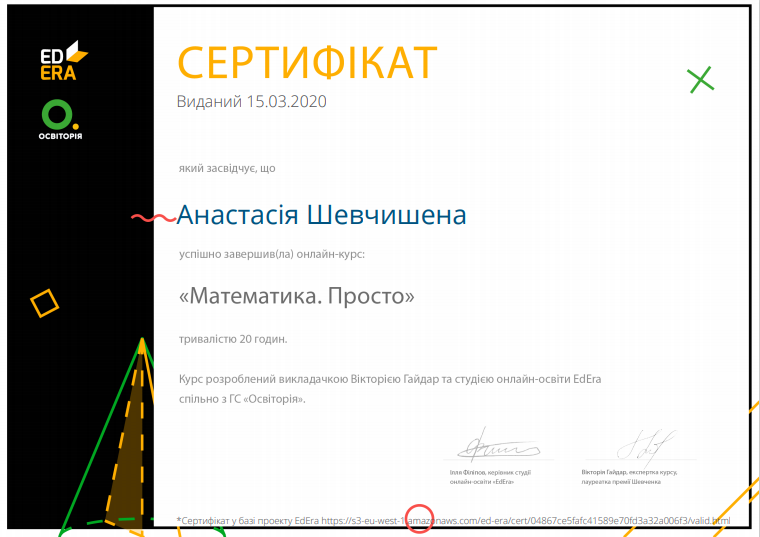 ED
ERA
ОСВІТОРІЯ
СЕРТИФІКАТ
Виданий 15.03.2020
який засвідчує, що
Анастасія Шевчишена
успішно завершив(ла) онлайн-курс:
«Математика. Просто»
тривалістю 20 годин.
Курс розроблений викладачкою Вікторією Гайдар та студією онлайн-освіти EdEra
спільно з ГС «Освіторія».
Ілля Філіпов, керівник студії
онлайн-освіти «EdEra»
Вікторія Гайдар, експертка курсу,
лауреатка премії Шевченка
*Сертифікат у базі проекту EdEra https://s3-eu-west-1.amazonaws.com/ed-era/cert/04867ce5fafc41589e70fd3a32a006f3/valid.html